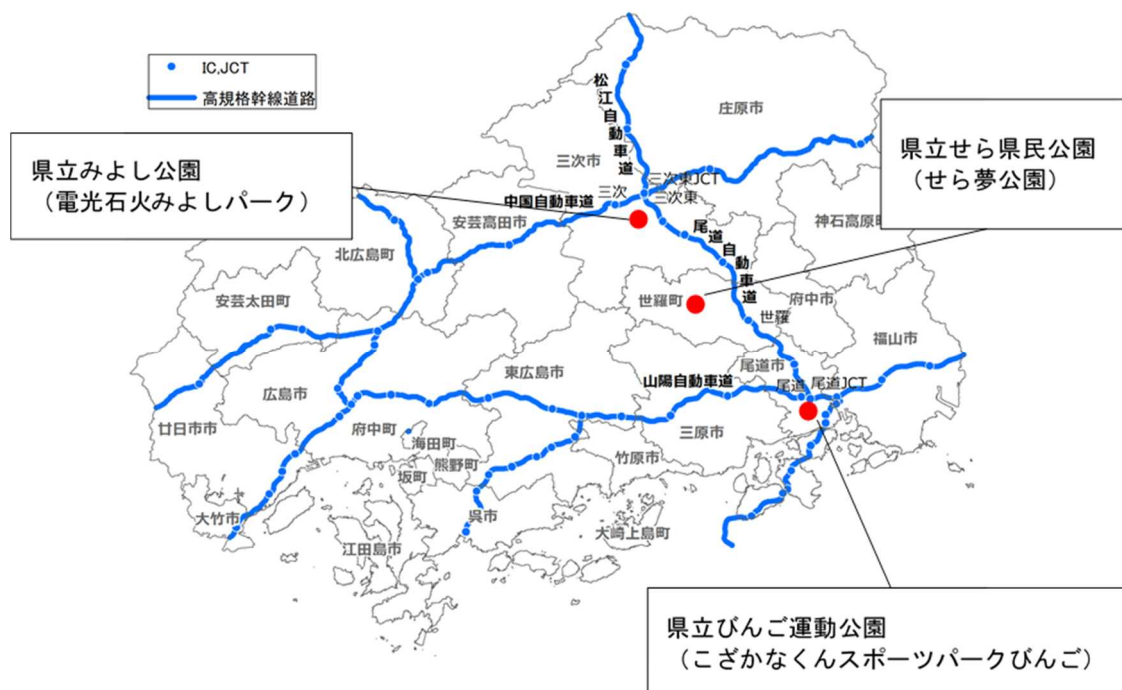 IC,JCT
高規格幹線道路
県立みよし公園
（電光石火みよしパーク）
県立せら県民公園
（せら夢公園）
松江自動車道
庄原市
三次市
三次東JCT
三次
三次東
中国自動車道
安芸高田市
尾道自動車道
神石高原町
北広島町
安芸太田町
世羅町
府中市
世羅
福山市
広島市
東広島市
尾道市
山陽自動車道
尾道
尾道JCT
廿日市市
府中町
海田町
三原市
熊野町
坂町
竹原市
大竹市
呉市
大崎上島町
江田島市
県立びんご運動公園
（こざかなくんスポーツパークびんご）